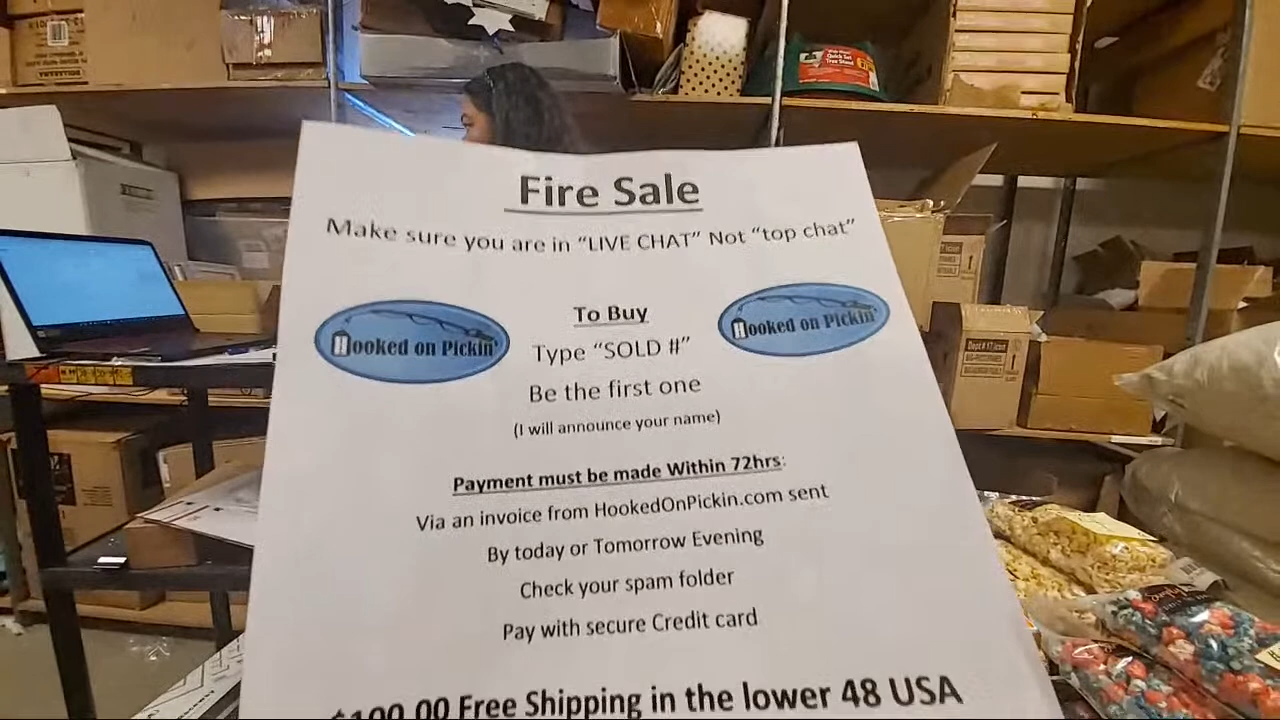 Fire Sale
Make sure you are in “LIVE CHAT” Not “top chat”
Hooked on Pickin'
To Buy
Hooked on Pickin'
Type “SOLD #”
Be the first one
(I will announce your name)
Payment must be made Within 72hrs:
Via an invoice from HookedOnPickin.com sent
By today or Tomorrow Evening
Check your spam folder
Pay with secure Credit card
$100.00 Free Shipping in the lower 48 USA